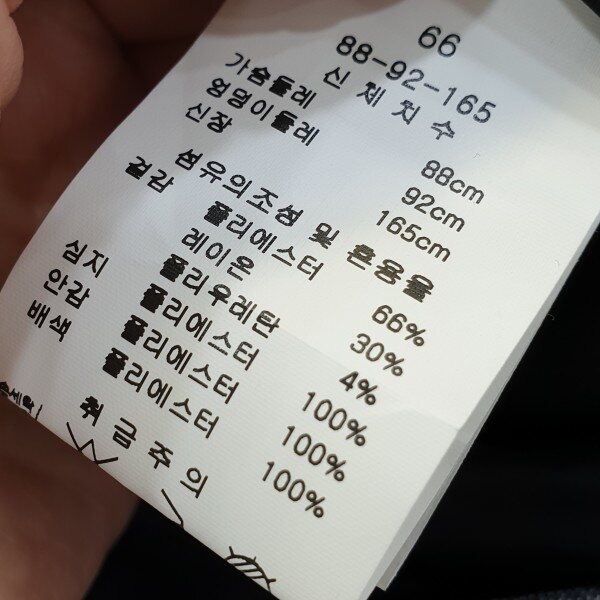 66
88-92-165
신체치수
가슴둘레 88cm
엉덩이둘레 92cm
신장 165cm
섬유의조성 및 혼용율
겉감 폴리에스터 66%
레이온 30%
폴리우레탄 4%
심지 폴리에스터 100%
안감 폴리에스터 100%
배색 폴리에스터 100%
취급주의